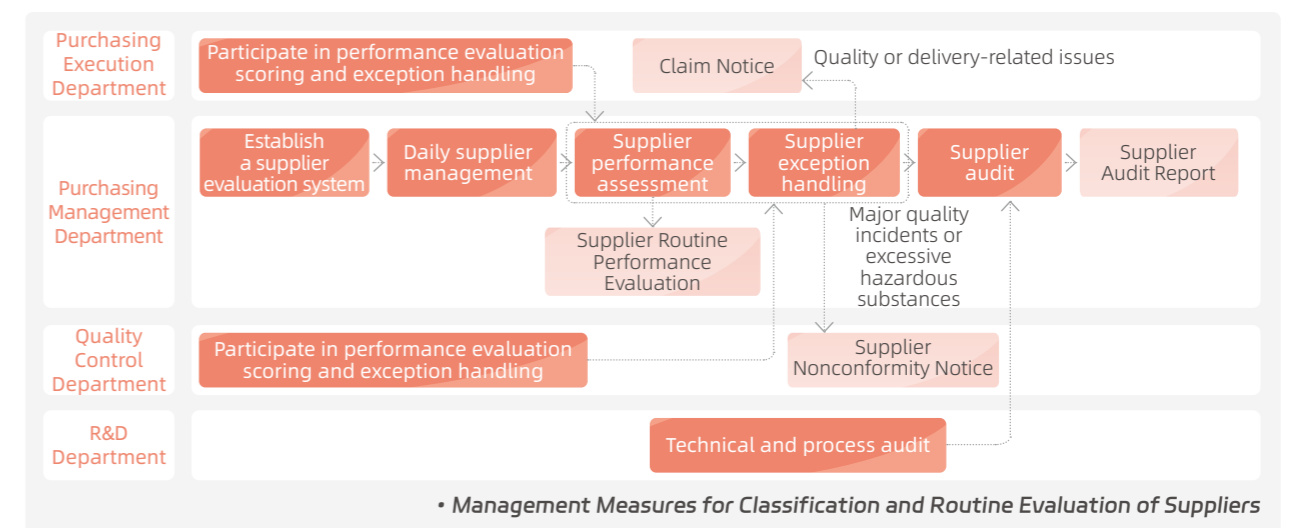 Purchasing
Execution
Department
Participate in performance evaluation
scoring and exception handling
Claim Notice
Quality or delivery-related issues
Purchasing
Management
Department
Establish
a supplier
evaluation system
Daily supplier
management
Supplier
performance
assessment
Supplier
exception
handling
Supplier
audit
Supplier
Audit Report
Supplier Routine
Performance
Evaluation
Major quality
incidents or
excessive
hazardous
substances
Quality
Control
Department
Participate in performance evaluation
scoring and exception handling
Supplier
Nonconformity Notice
R&D
Department
Technical and process audit
• Management Measures for Classification and Routine Evaluation of Suppliers